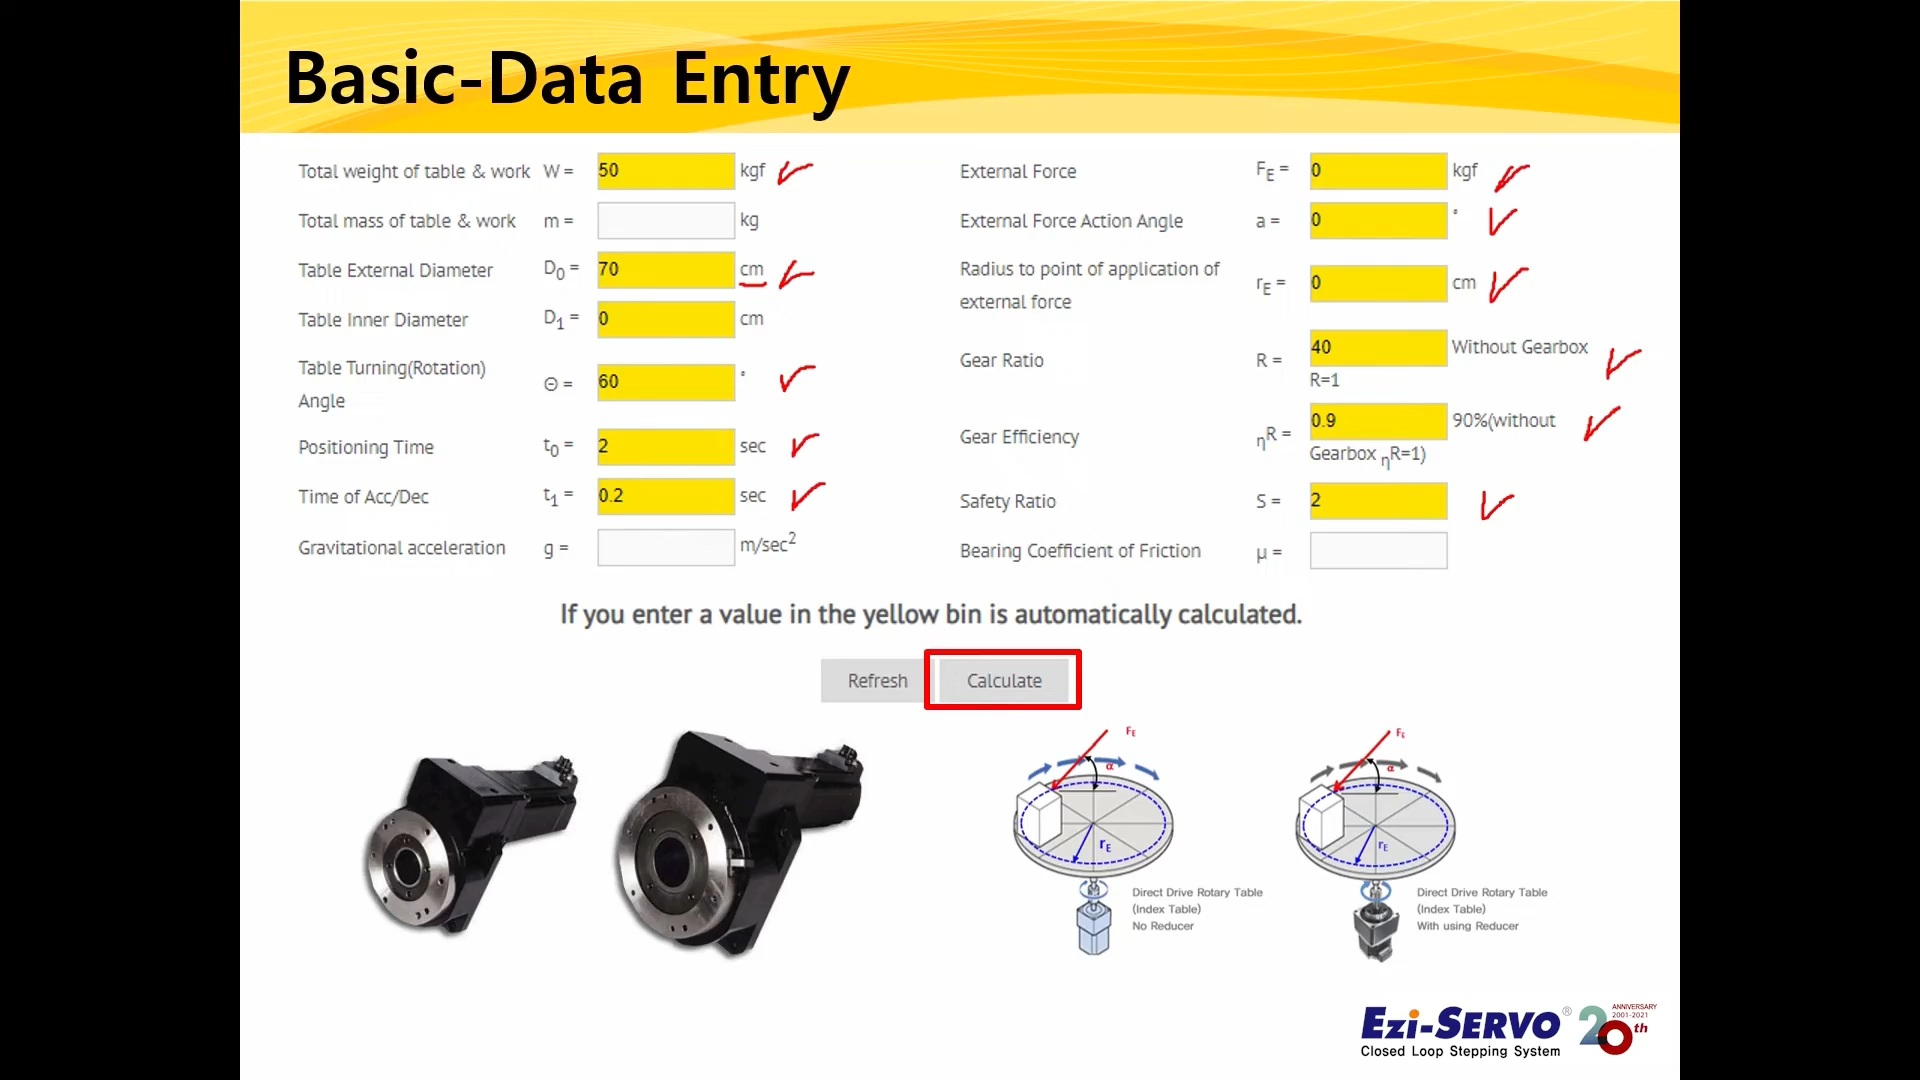 Basic-Data Entry
Total weight of table & work W = 50 kgf
Total mass of table & work m = kg
Table External Diameter D0 = 70 cm
Table Inner Diameter D1 = 0 cm
Table Turning(Rotation)
Angle Θ = 60 °
Positioning Time t0 = 2 sec
Time of Acc/Dec t1 = 0.2 sec
Gravitational acceleration g = m/sec2
External Force FE = 0 kgf
External Force Action Angle a = 0 °
Radius to point of application of
external force rE = 0 cm
Gear Ratio R = 40 Without Gearbox
R=1
Gear Efficiency ηR = 0.9 90%(without
Gearbox ηR=1)
Safety Ratio S = 2
Bearing Coefficient of Friction μ =
If you enter a value in the yellow bin is automatically calculated.
Refresh Calculate
FE
α
rE
Direct Drive Rotary Table
(Index Table)
No Reducer
FE
α
rE
Direct Drive Rotary Table
(Index Table)
With using Reducer
Ezi-SERVO®
Closed Loop Stepping System
ANNIVERSARY
2001-2021
20th